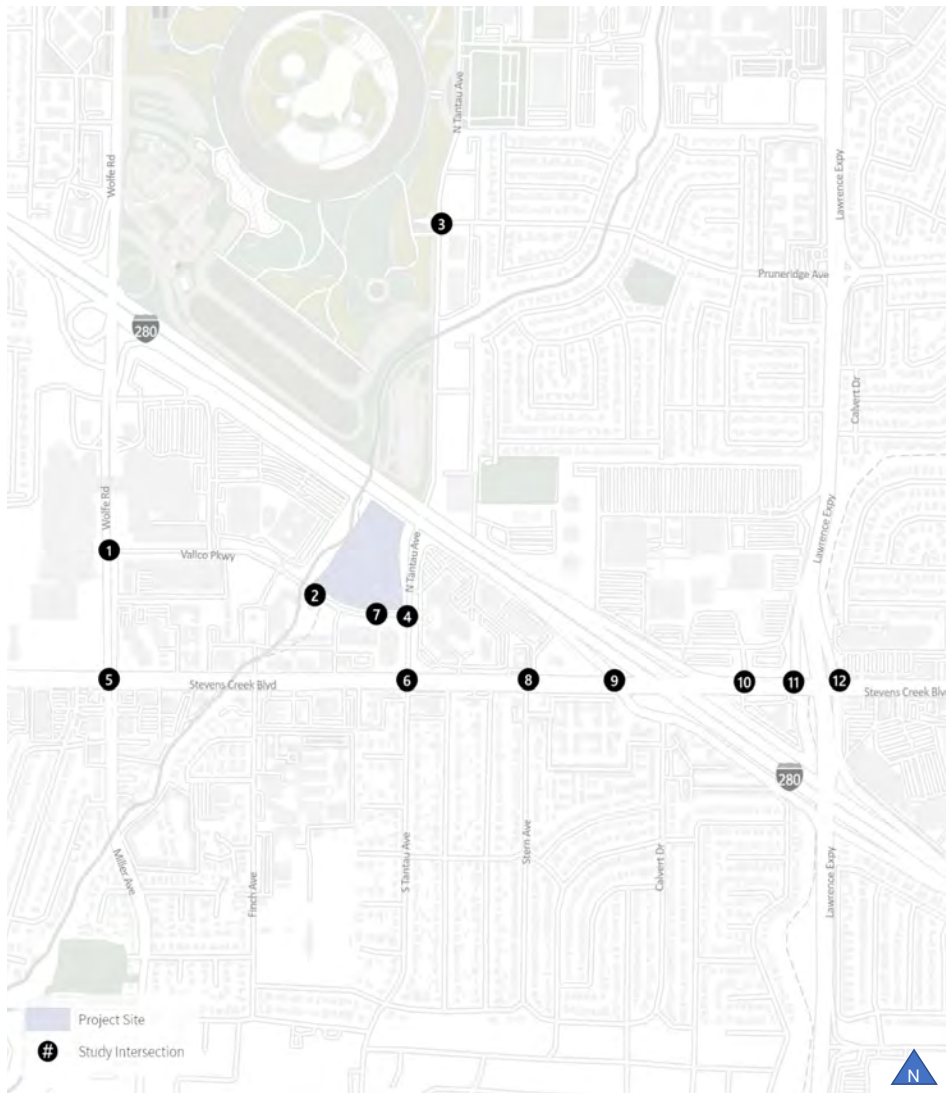 N Tantau Ave
Wolfe Rd
Lawrence Expy
3
Pruneridge Ave
280
Calvert Dr
Wolfe Rd
Lawrence Expy
1
Vallco Pkwy
N Tantau Ave
2
7
4
5
Stevens Creek Blvd
6
8
9
10
11
12
Stevens Creek Blv
280
Miller Ave
Finch Ave
S Tantau Ave
Stern Ave
Calvert Dr
Lawrence Expy
Project Site
# Study Intersection
N